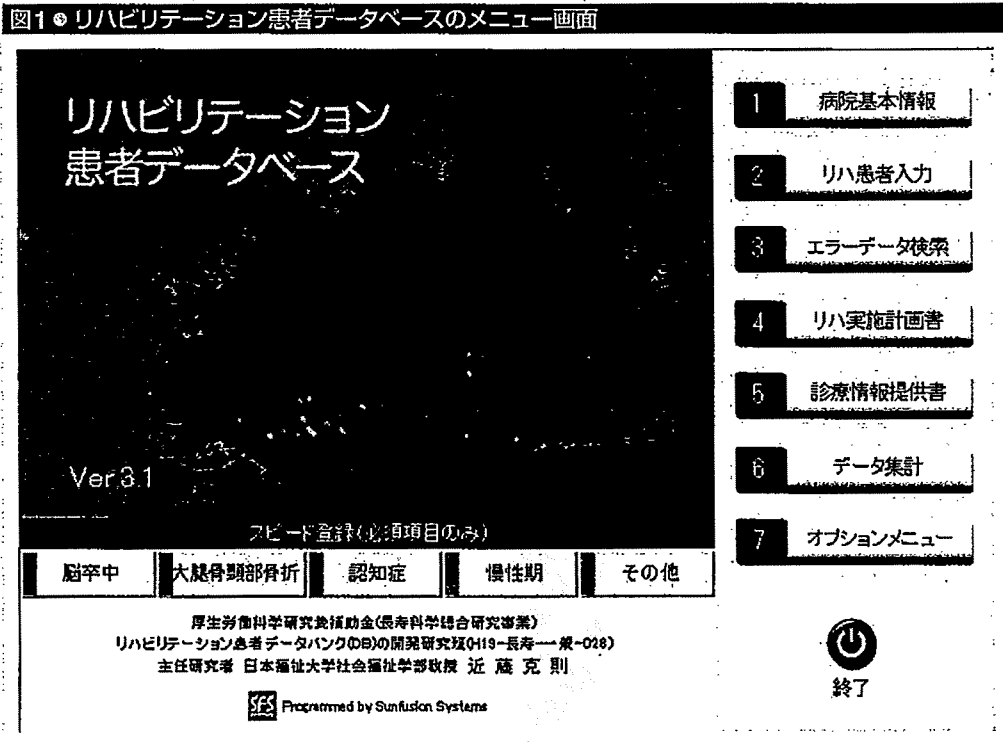 図1 リハビリテーション患者データベースのメニュー画面
リハビリテーション
患者データベース
Ver.3.1
スピード登録(必須項目のみ)
脳卒中
大腿骨頸部骨折
認知症
慢性期
その他
厚生労働科学研究費補助金(長寿科学総合研究事業)
リハビリテーション患者データバンク(DB)の開発研究班(H19-長寿-一般-028)
主任研究者 日本福祉大学社会福祉学部教授 近藤克則
SFS Programmed by Sunfusion Systems
1 病院基本情報
2 リハ患者入力
3 エラーデータ検索
4 リハ実施計画書
5 診療情報提供書
6 データ集計
7 オプションメニュー
終了